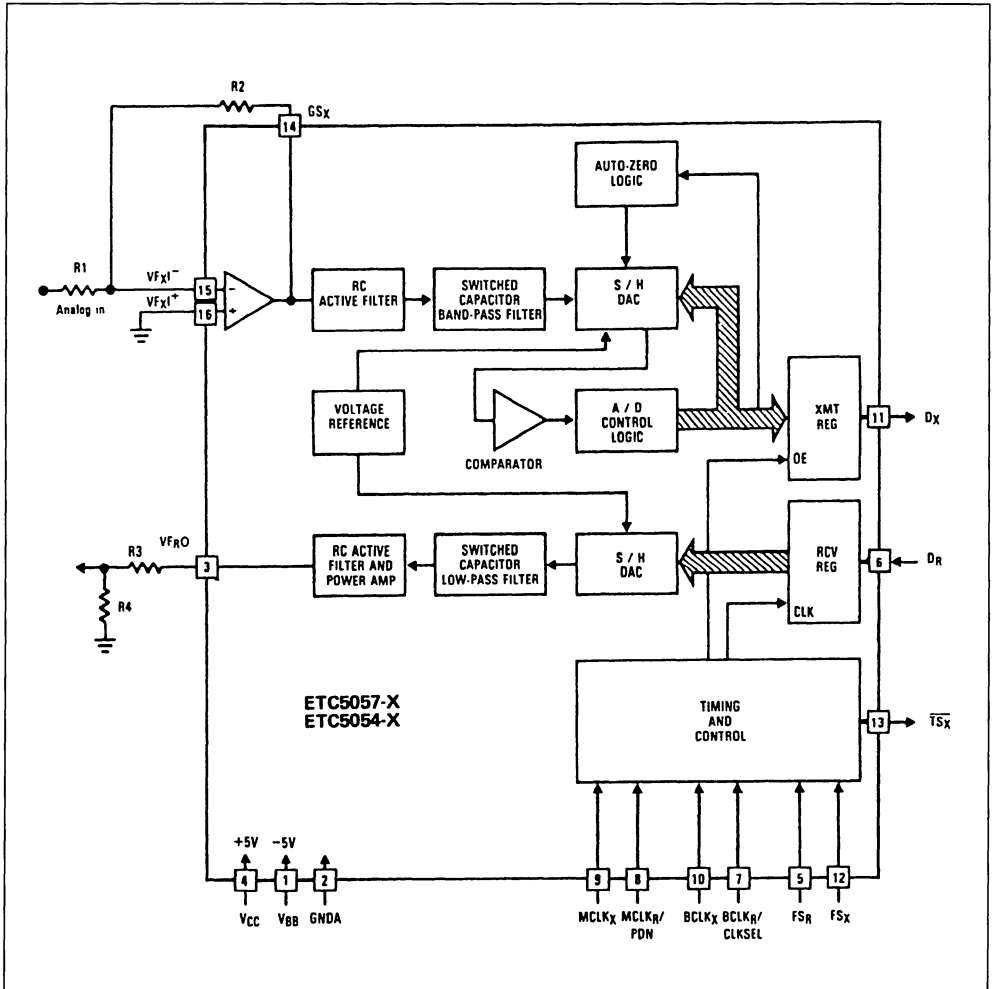 R2
GSX
14
AUTO-ZERO
LOGIC
R1
VFXI−
15
−
Analog in
VFXI+
16
+
RC
ACTIVE FILTER
SWITCHED
CAPACITOR
BAND-PASS FILTER
S / H
DAC
VOLTAGE
REFERENCE
COMPARATOR
A / D
CONTROL
LOGIC
XMT
REG
OE
11
DX
R3
VFRO
3
R4
RC ACTIVE
FILTER AND
POWER AMP
SWITCHED
CAPACITOR
LOW-PASS FILTER
S / H
DAC
RCV
REG
CLK
6
DR
ETC5057-X
ETC5054-X
TIMING
AND
CONTROL
13
TSX
+5V
−5V
4
1
2
9
8
10
7
5
12
VCC
VBB
GNDA
MCLKX
MCLKR/
PDN
BCLKX
BCLKR/
CLKSEL
FSR
FSX